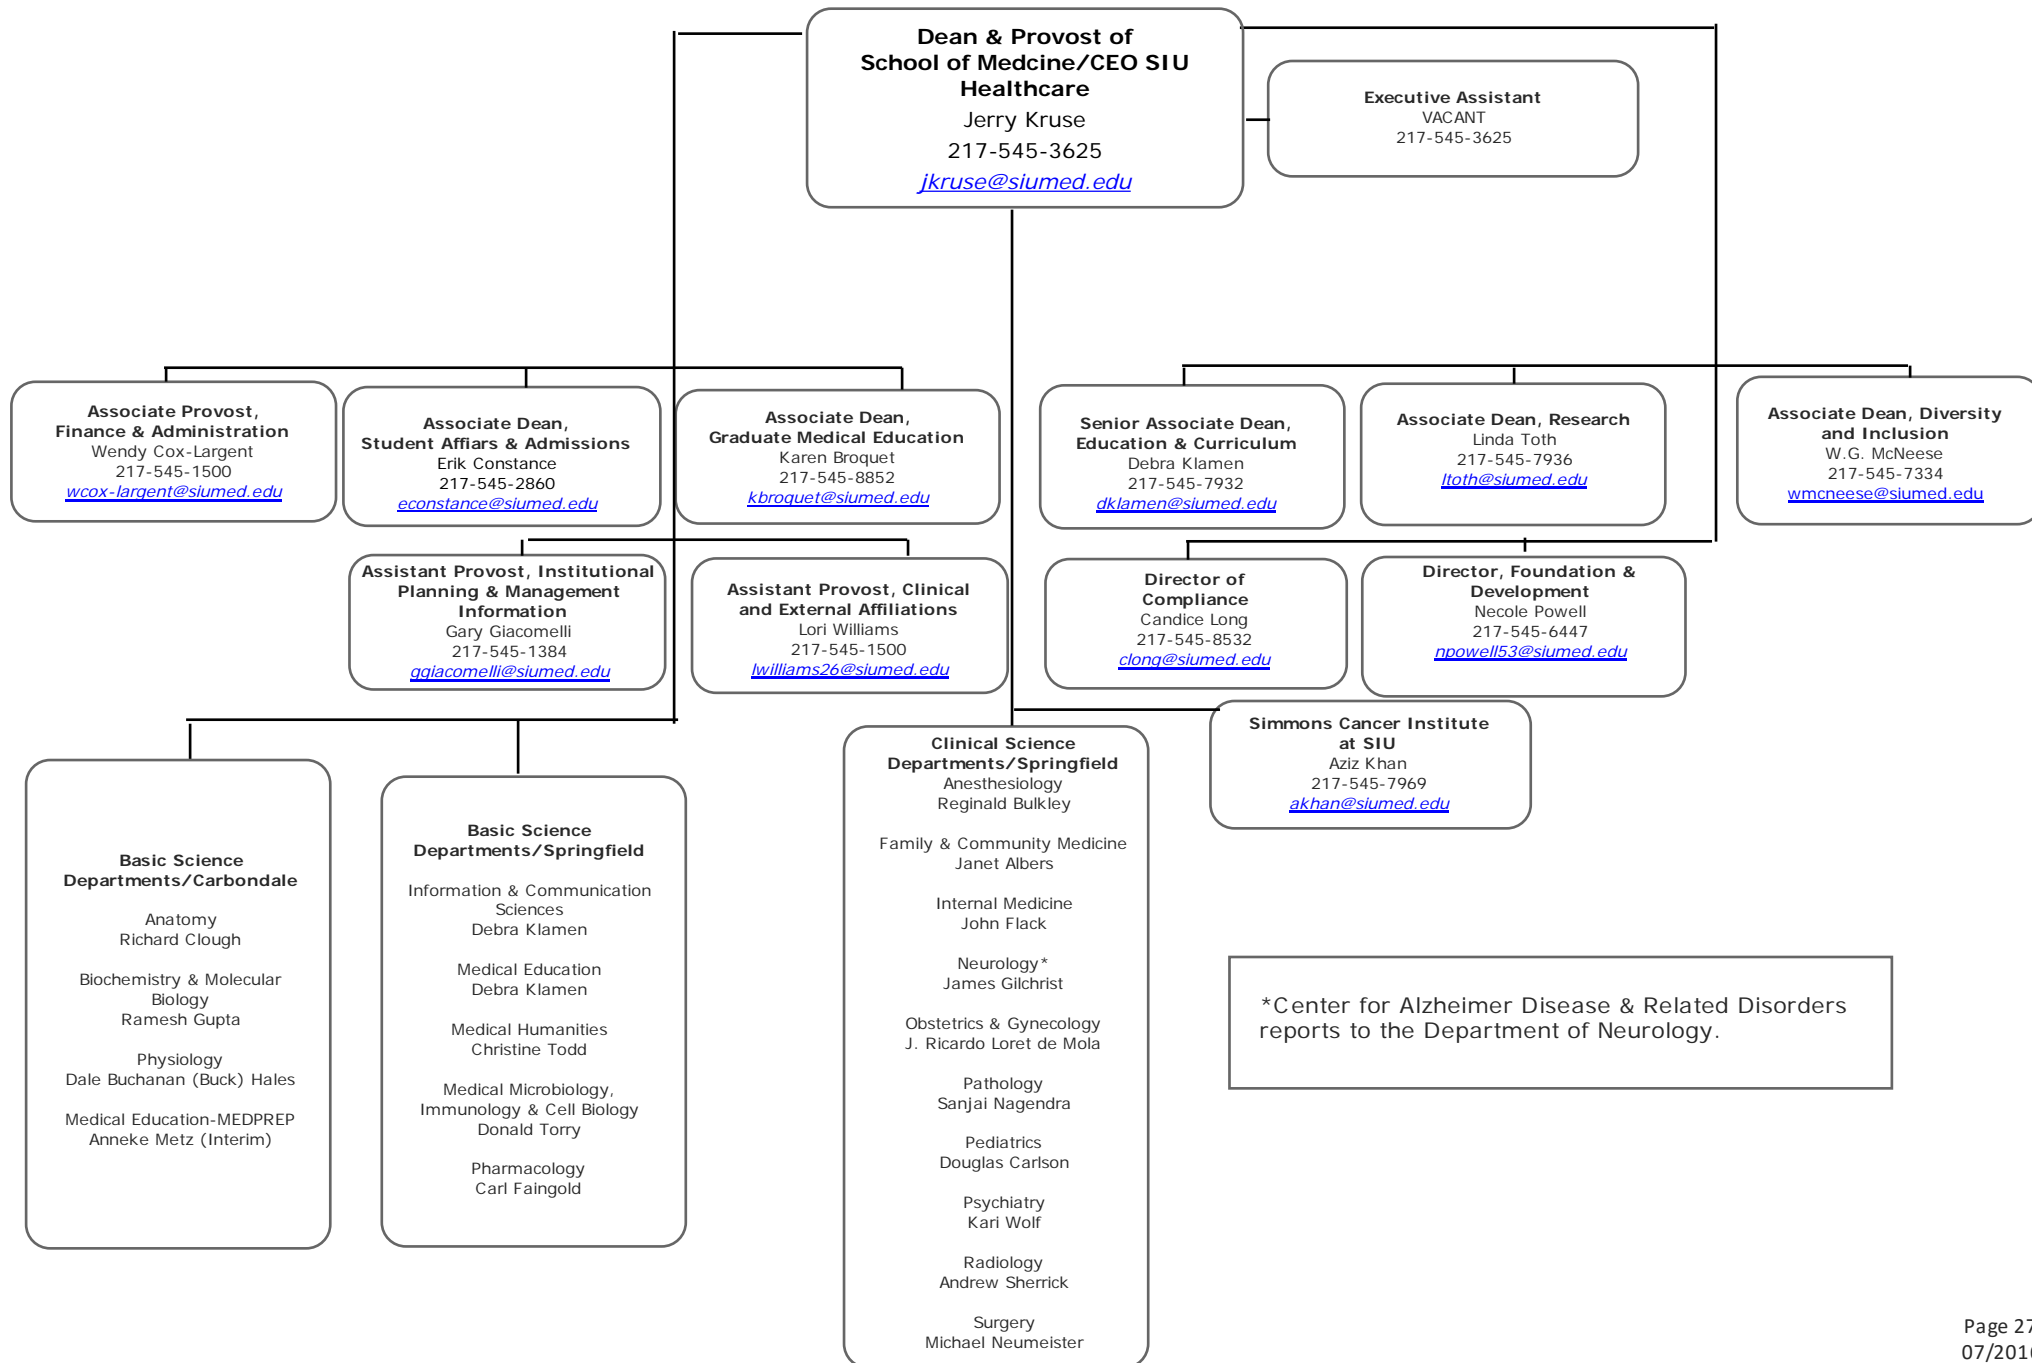 Dean & Provost of
School of Medcine/CEO SIU
Healthcare
Jerry Kruse
217-545-3625
jkruse@siumed.edu
Executive Assistant
VACANT
217-545-3625
Associate Provost,
Finance & Administration
Wendy Cox-Largent
217-545-1500
wcox-largent@siumed.edu
Associate Dean,
Student Affiars & Admissions
Erik Constance
217-545-2860
econstance@siumed.edu
Associate Dean,
Graduate Medical Education
Karen Broquet
217-545-8852
kbroquet@siumed.edu
Senior Associate Dean,
Education & Curriculum
Debra Klamen
217-545-7932
dklamen@siumed.edu
Associate Dean, Research
Linda Toth
217-545-7936
ltoth@siumed.edu
Associate Dean, Diversity
and Inclusion
W.G. McNeese
217-545-7334
wmcneese@siumed.edu
Assistant Provost, Institutional
Planning & Management
Information
Gary Giacomelli
217-545-1384
ggiacomelli@siumed.edu
Assistant Provost, Clinical
and External Affiliations
Lori Williams
217-545-1500
lwilliams26@siumed.edu
Director of
Compliance
Candice Long
217-545-8532
clong@siumed.edu
Director, Foundation &
Development
Necole Powell
217-545-6447
npowell53@siumed.edu
Simmons Cancer Institute
at SIU
Aziz Khan
217-545-7969
akhan@siumed.edu
Basic Science
Departments/Carbondale
Anatomy
Richard Clough
Biochemistry & Molecular
Biology
Ramesh Gupta
Physiology
Dale Buchanan (Buck) Hales
Medical Education-MEDPREP
Anneke Metz (Interim)
Basic Science
Departments/Springfield
Information & Communication
Sciences
Debra Klamen
Medical Education
Debra Klamen
Medical Humanities
Christine Todd
Medical Microbiology,
Immunology & Cell Biology
Donald Torry
Pharmacology
Carl Faingold
Clinical Science
Departments/Springfield
Anesthesiology
Reginald Bulkley
Family & Community Medicine
Janet Albers
Internal Medicine
John Flack
Neurology*
James Gilchrist
Obstetrics & Gynecology
J. Ricardo Loret de Mola
Pathology
Sanjai Nagendra
Pediatrics
Douglas Carlson
Psychiatry
Kari Wolf
Radiology
Andrew Sherrick
Surgery
Michael Neumeister
*Center for Alzheimer Disease & Related Disorders
reports to the Department of Neurology.
Page 27
07/2016